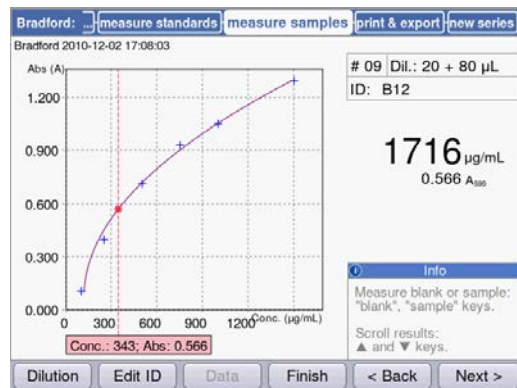 Bradford: ... measure standards measure samples print & export new series
Bradford 2010-12-02 17:08:03
Abs (A)
1.200
0.900
0.600
0.300
0.000
0 300 600 900 1200 Conc. (µg/mL)
Conc.: 343; Abs: 0.566
# 09 Dil.: 20 + 80 µL
ID: B12
1716 µg/mL
0.566 A595
Info
Measure blank or sample:
"blank", "sample" keys.
Scroll results:
▲ and ▼ keys.
Dilution Edit ID Data Finish < Back Next >